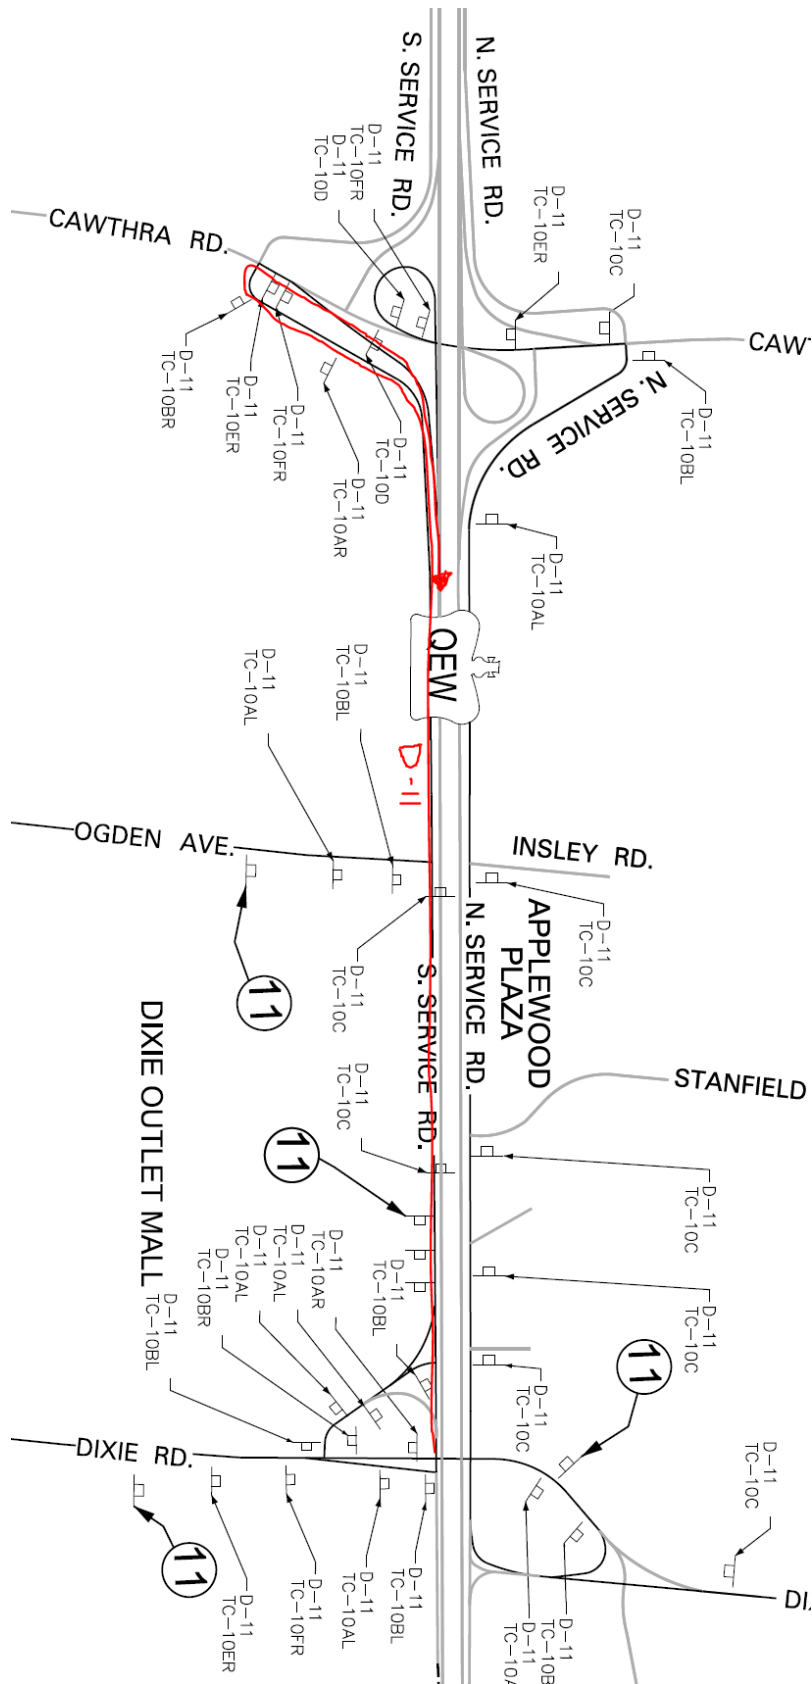 S. SERVICE RD.
N. SERVICE RD.
D-11
TC-10FR
D-11
TC-10D
D-11
TC-10ER
D-11
TC-10C
CAWTHRA RD.
CAWT
D-11
TC-10BR
D-11
TC-10ER
D-11
TC-10FR
D-11
TC-10D
D-11
TC-10AR
N. SERVICE RD.
D-11
TC-10BL
D-11
TC-10AL
QEW
D-11
TC-10AL
D-11
TC-10BL
D-11
OGDEN AVE.
INSLEY RD.
11
D-11
TC-10C
D-11
TC-10C
APPLEWOOD
PLAZA
N. SERVICE RD.
S. SERVICE RD.
DIXIE OUTLET MALL
STANFIELD
D-11
TC-10C
11
D-11
TC-10C
D-11
TC-10C
D-11
TC-10C
D-11
TC-10BL
D-11
TC-10BR
D-11
TC-10AL
D-11
TC-10AL
D-11
TC-10AR
D-11
TC-10BL
11
DIXIE RD.
D-11
TC-10C
DI
11
D-11
TC-10ER
D-11
TC-10FR
D-11
TC-10AL
D-11
TC-10BL
D-11
TC-10A
D-11
TC-10B